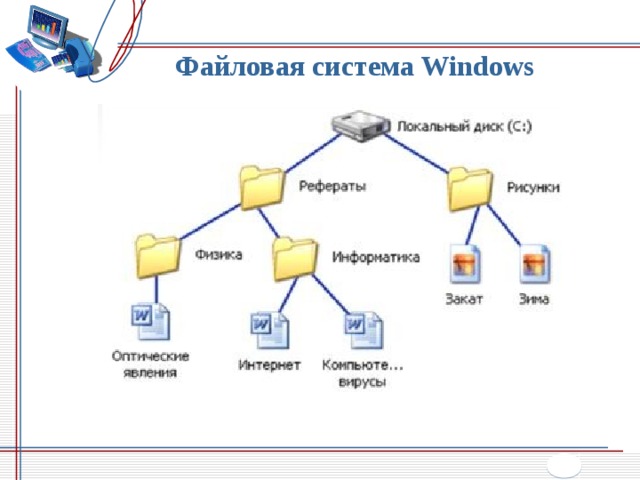 Файловая система Windows
Локальный диск (C:)
Рефераты
Рисунки
Физика
Информатика
Закат
Зима
Оптические
явления
Интернет
Компьюте...
вирусы